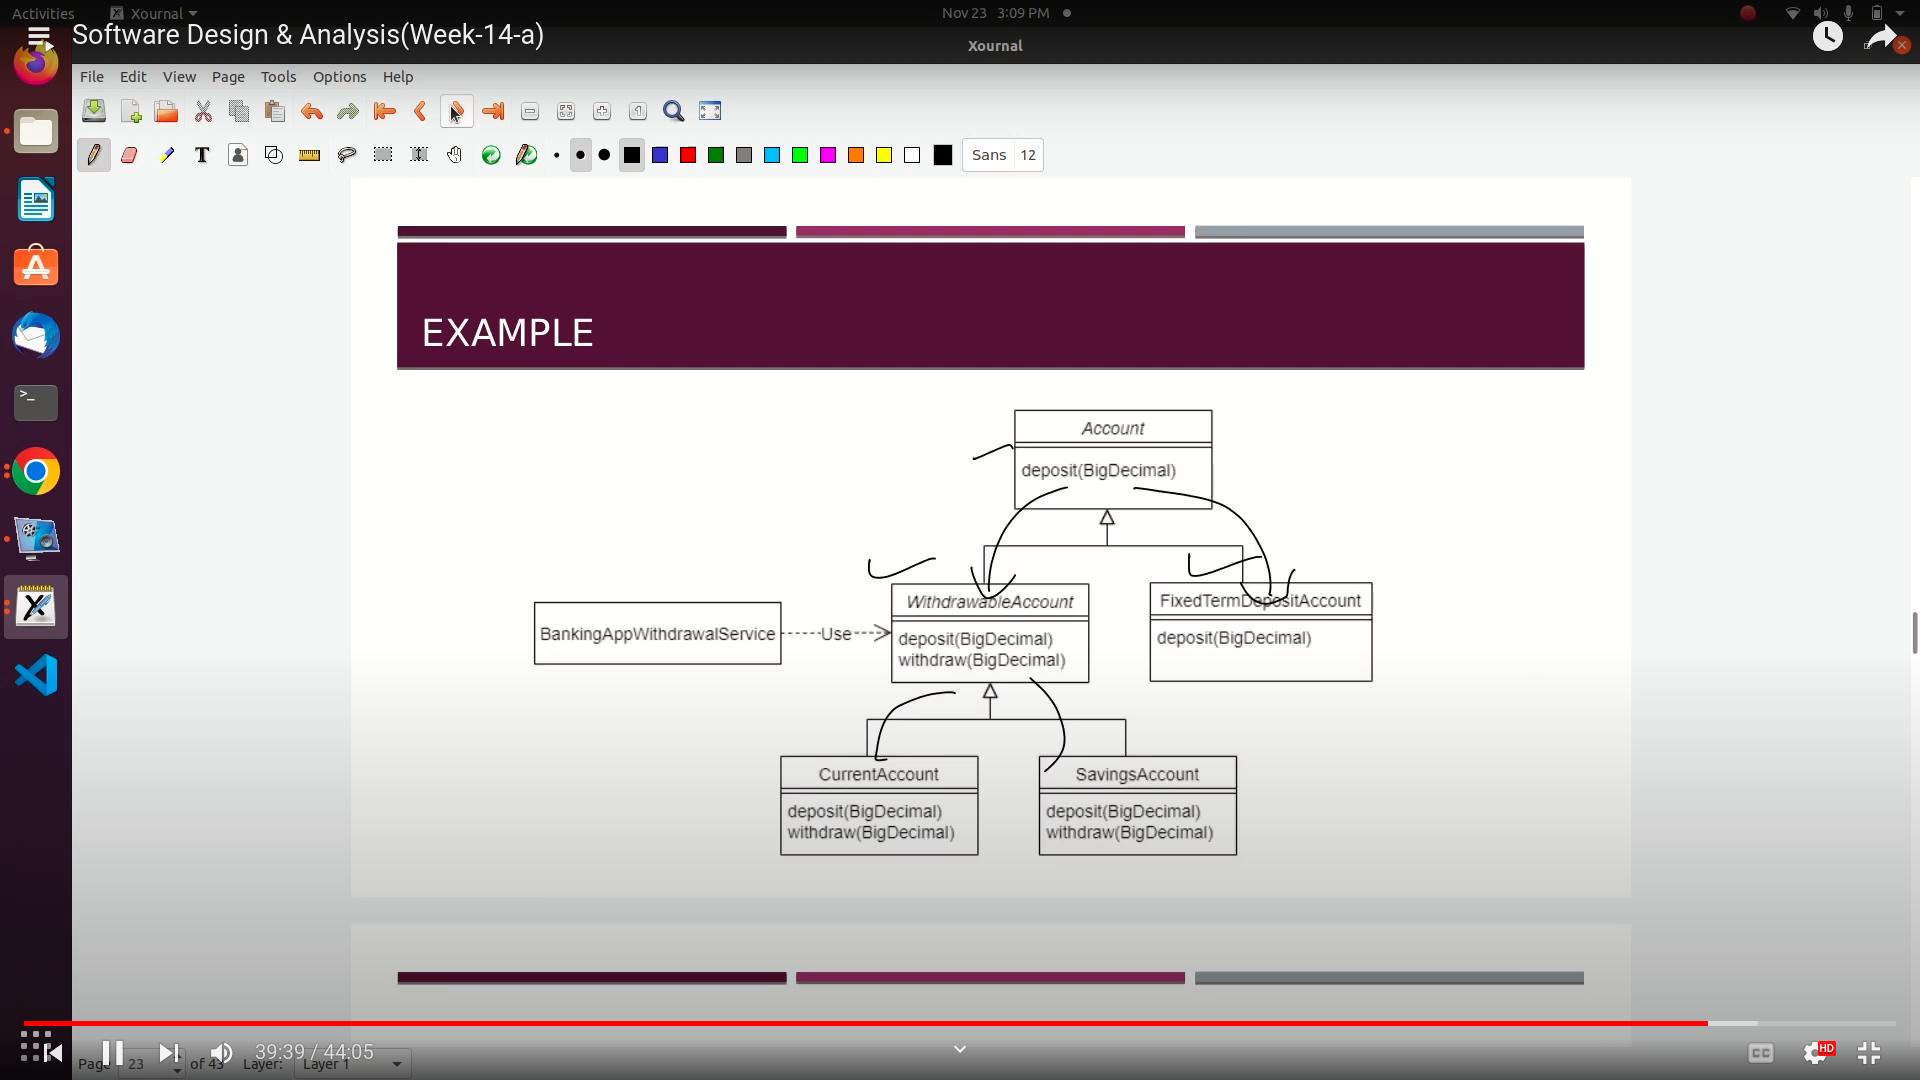 Activities Xournal Nov 23 3:09 PM
Software Design & Analysis(Week-14-a)
Xournal
File Edit View Page Tools Options Help
Sans 12
EXAMPLE
Account
deposit(BigDecimal)
WithdrawableAccount
deposit(BigDecimal)
withdraw(BigDecimal)
FixedTermDepositAccount
deposit(BigDecimal)
BankingAppWithdrawalService
Use
CurrentAccount
deposit(BigDecimal)
withdraw(BigDecimal)
SavingsAccount
deposit(BigDecimal)
withdraw(BigDecimal)
39:39 / 44:05
CC HD
Page 23 of 43 Layer: Layer 1